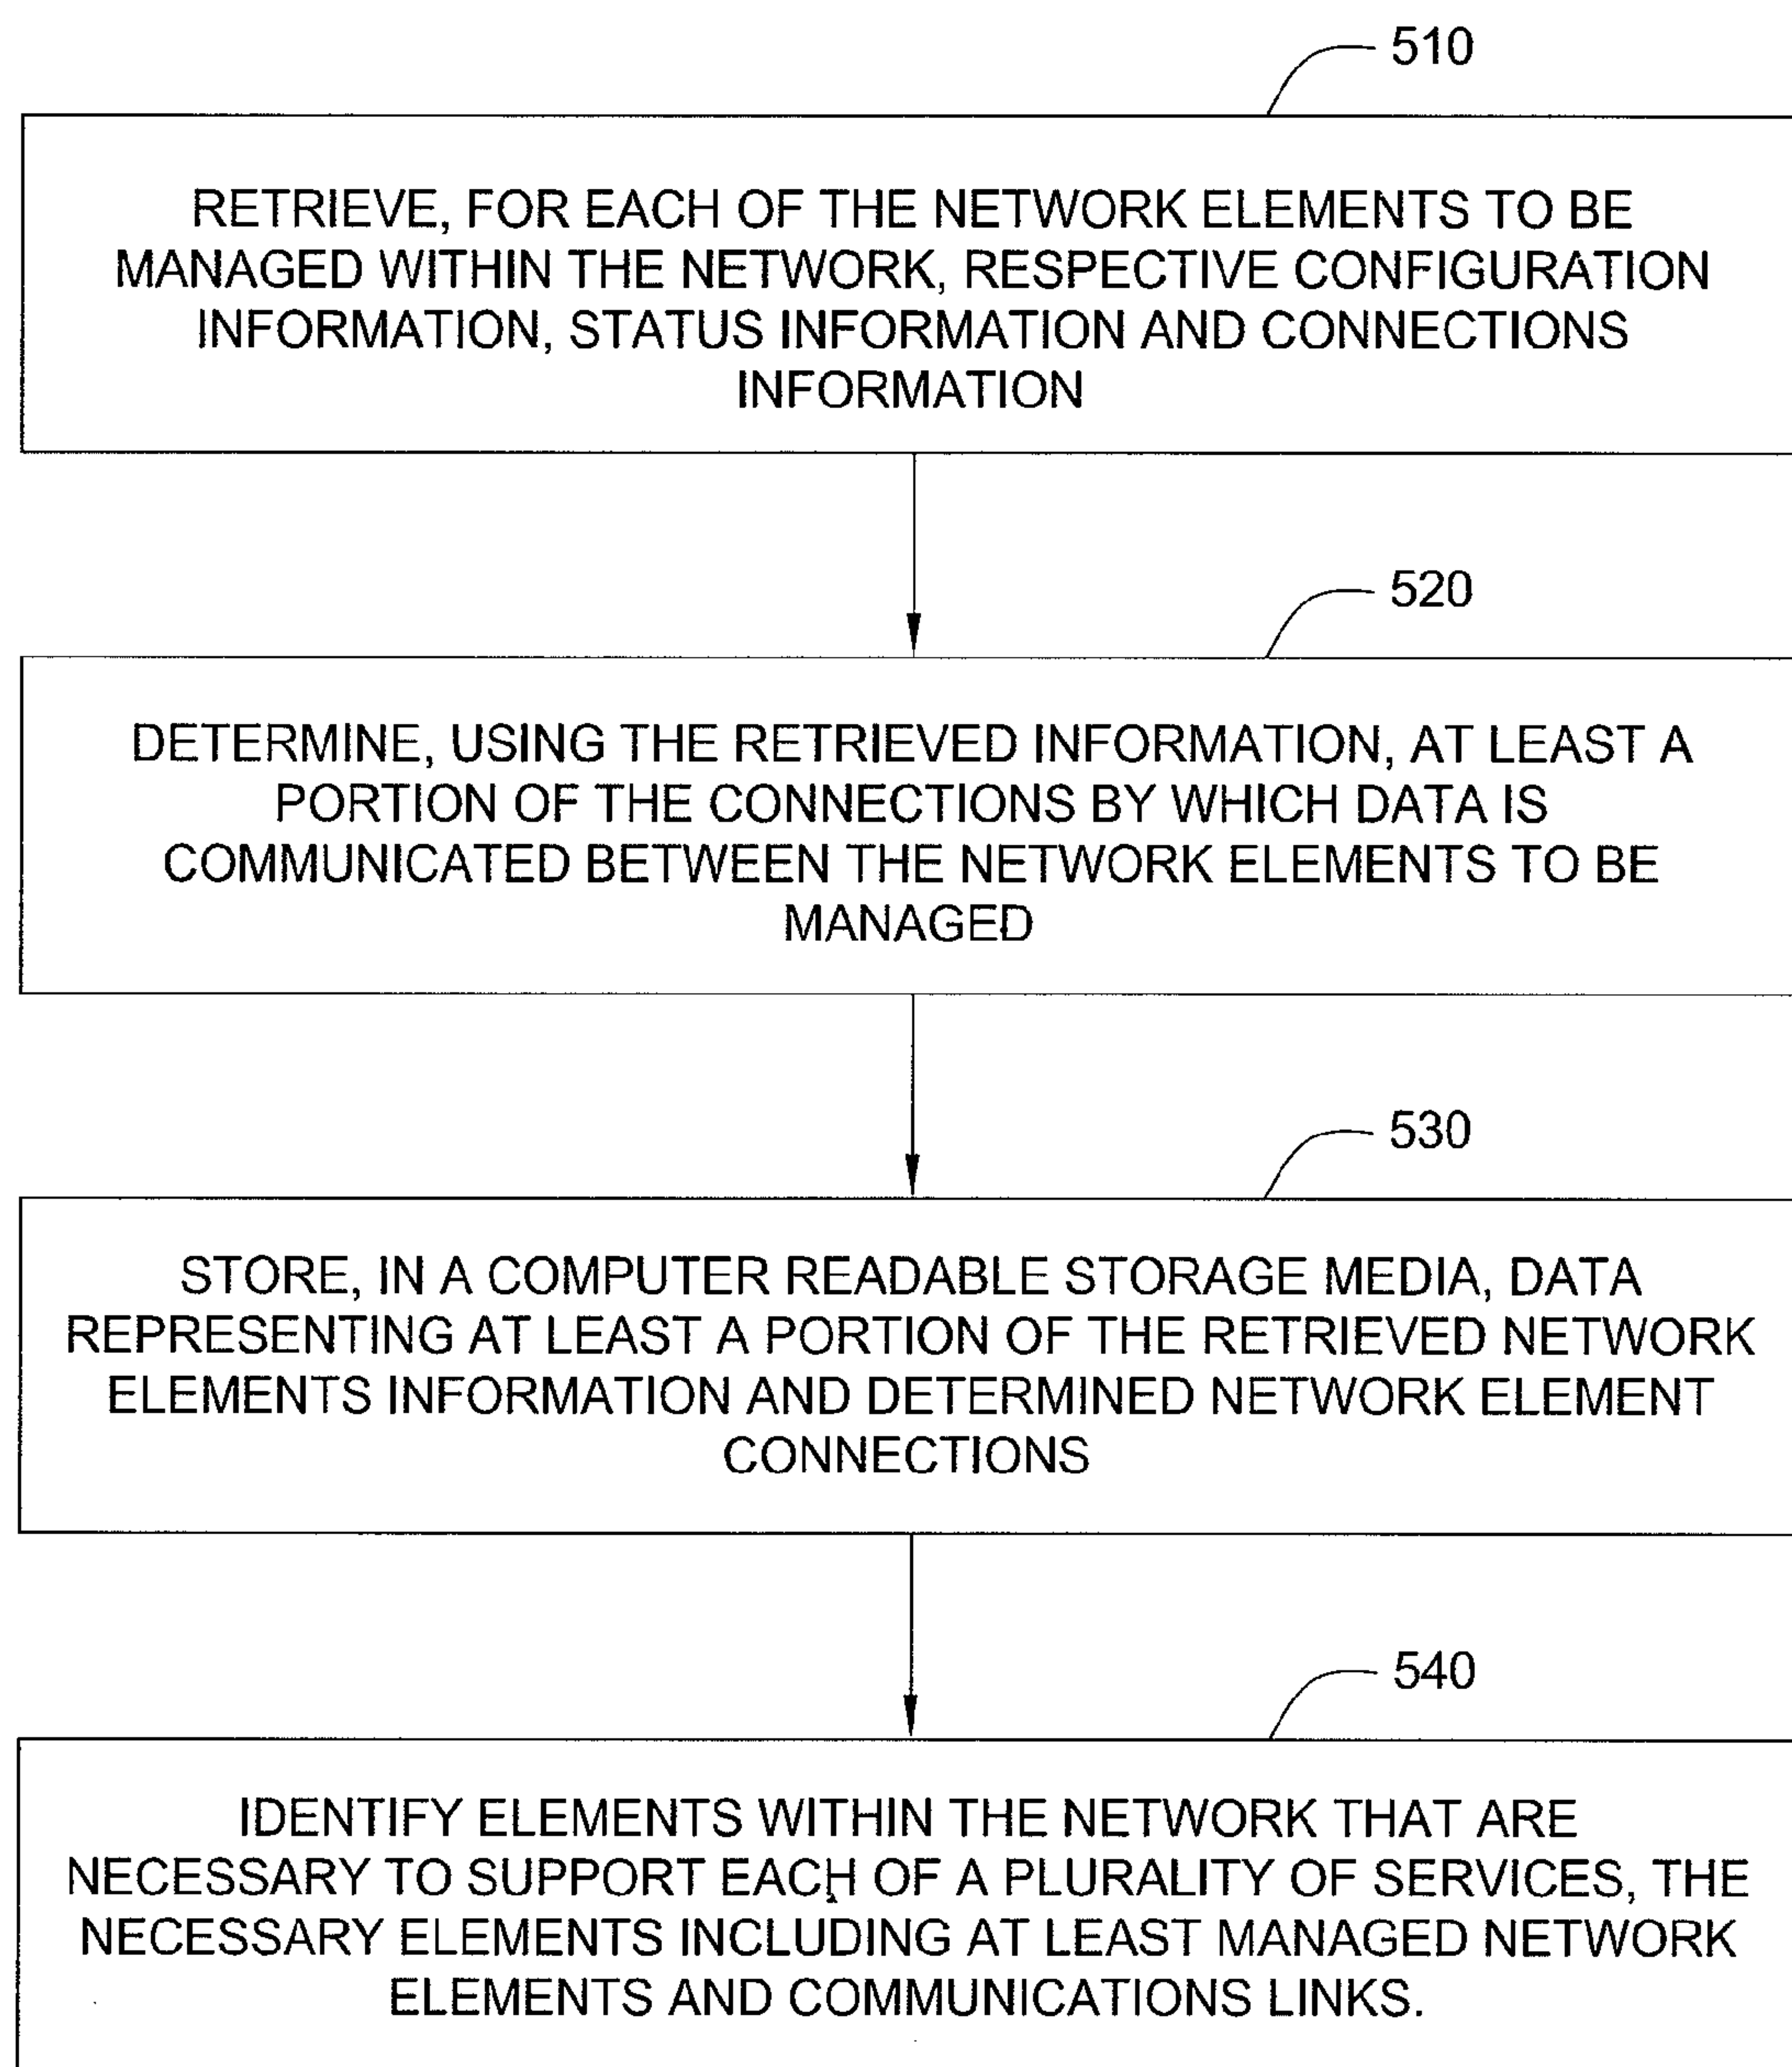 510
RETRIEVE, FOR EACH OF THE NETWORK ELEMENTS TO BE
MANAGED WITHIN THE NETWORK, RESPECTIVE CONFIGURATION
INFORMATION, STATUS INFORMATION AND CONNECTIONS
INFORMATION
520
DETERMINE, USING THE RETRIEVED INFORMATION, AT LEAST A
PORTION OF THE CONNECTIONS BY WHICH DATA IS
COMMUNICATED BETWEEN THE NETWORK ELEMENTS TO BE
MANAGED
530
STORE, IN A COMPUTER READABLE STORAGE MEDIA, DATA
REPRESENTING AT LEAST A PORTION OF THE RETRIEVED NETWORK
ELEMENTS INFORMATION AND DETERMINED NETWORK ELEMENT
CONNECTIONS
540
IDENTIFY ELEMENTS WITHIN THE NETWORK THAT ARE
NECESSARY TO SUPPORT EACH OF A PLURALITY OF SERVICES, THE
NECESSARY ELEMENTS INCLUDING AT LEAST MANAGED NETWORK
ELEMENTS AND COMMUNICATIONS LINKS.